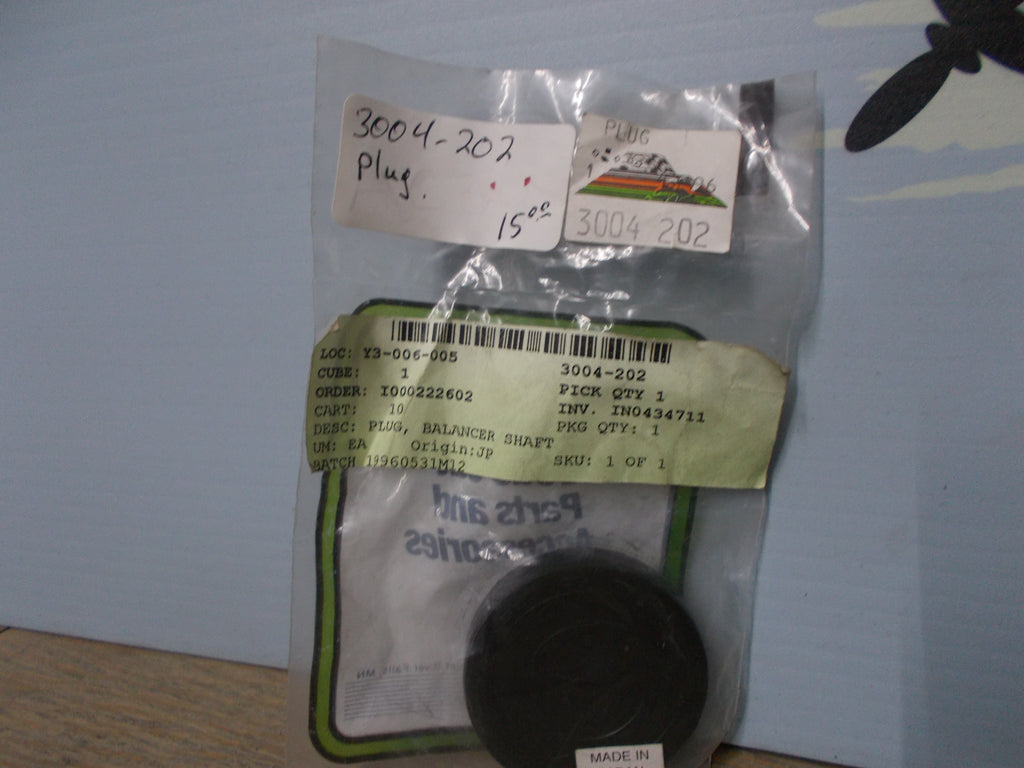 3004-202
Plug.
15⁰⁰
PLUG
3004 202
LOC: Y3-006-005
3004-202
CUBE: 1
PICK QTY 1
ORDER: I000222602
INV. IN0434711
CART: 10
PKG QTY: 1
DESC: PLUG, BALANCER SHAFT
UM: EA Origin:JP
SKU: 1 OF 1
BATCH 19960531M12
Parts and
Accessories
MADE IN